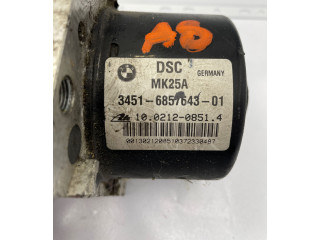 AB
DSC
GERMANY
MK25A
3451-6857643-01
10.0212-0851.4